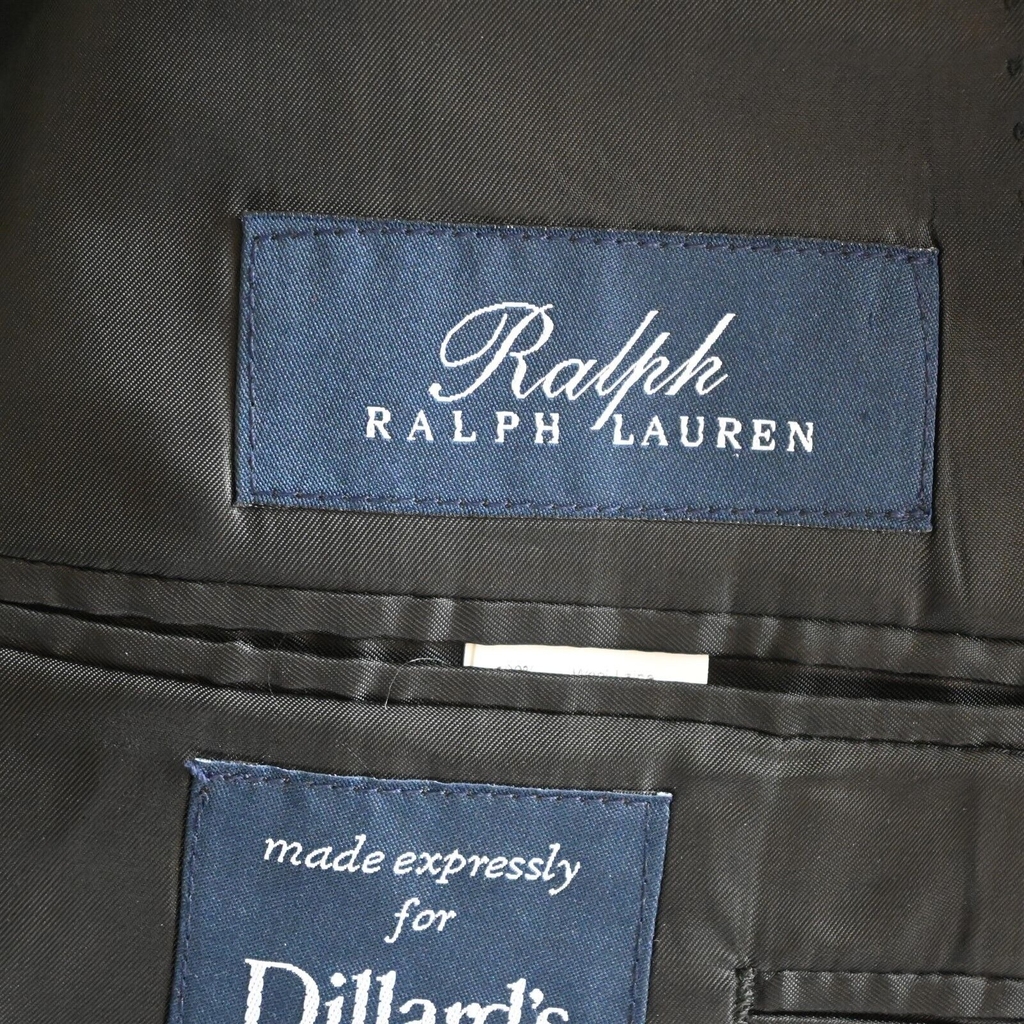 Ralph
RALPH LAUREN
made expressly
for
Dillard's